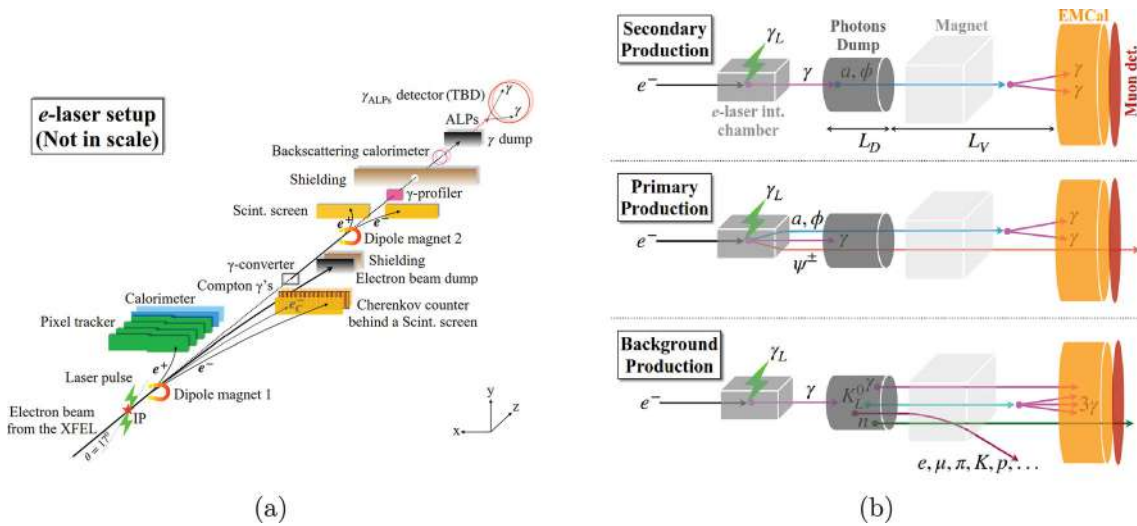 e-laser setup
(Not in scale)
γALPs detector (TBD)
γ
γ
ALPs
γ dump
Backscattering calorimeter
Shielding
γ-profiler
Scint. screen
e+
e−
Dipole magnet 2
Shielding
γ-converter
Electron beam dump
Compton γ's
Calorimeter
e−C
Cherenkov counter
behind a Scint. screen
Pixel tracker
e+
e−
Laser pulse
Dipole magnet 1
IP
Electron beam
from the XFEL
θ = 17°
y
z
x
(a)
Secondary
Production
γL
Photons
Dump
Magnet
EMCal
Muon dct.
e−
γ
a, ϕ
γ
γ
e-laser int.
chamber
LD
LV
Primary
Production
γL
a, ϕ
e−
γ
γ
γ
ψ±
Background
Production
γL
e−
γ
γ
K0L
3γ
n
e, μ, π, K, p, ...
(b)